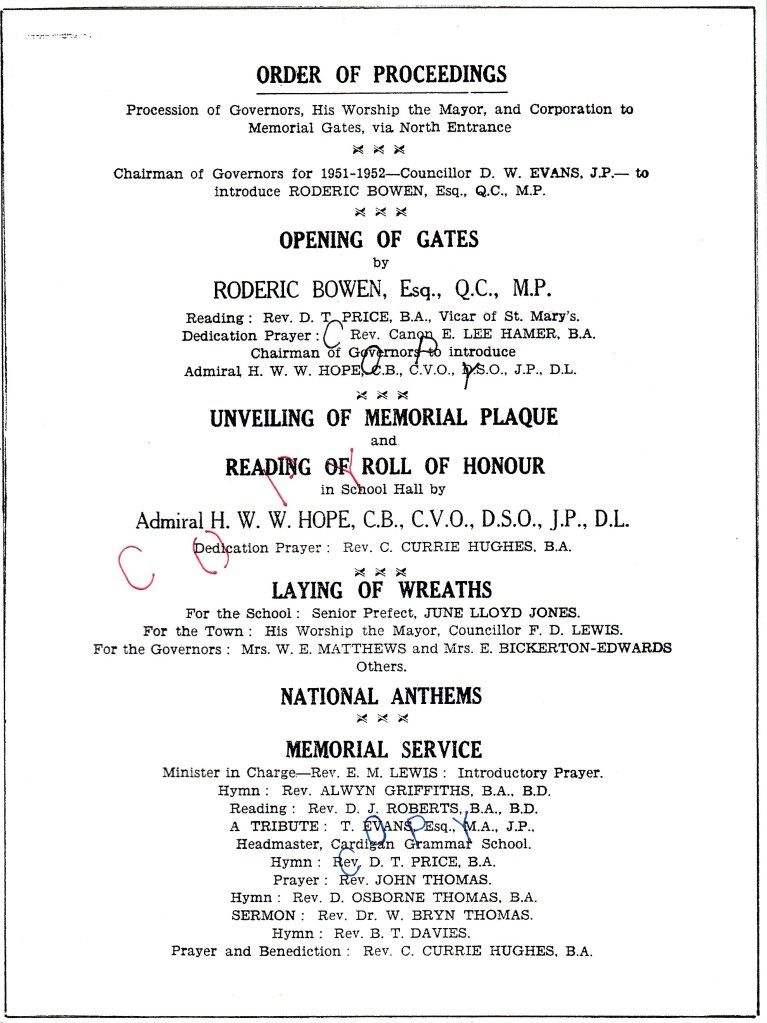 ORDER OF PROCEEDINGS
Procession of Governors, His Worship the Mayor, and Corporation to
Memorial Gates, via North Entrance
Chairman of Governors for 1951-1952—Councillor D. W. EVANS, J.P.— to
introduce RODERIC BOWEN, Esq., Q.C., M.P.
OPENING OF GATES
by
RODERIC BOWEN, Esq., Q.C., M.P.
Reading : Rev. D. T. PRICE, B.A., Vicar of St. Mary's.
Dedication Prayer : Rev. Canon E. LEE HAMER, B.A.
Chairman of Governors to introduce
Admiral H. W. W. HOPE, C.B., C.V.O., D.S.O., J.P., D.L.
COPY
UNVEILING OF MEMORIAL PLAQUE
and
READING OF ROLL OF HONOUR
in School Hall by
Admiral H. W. W. HOPE, C.B., C.V.O., D.S.O., J.P., D.L.
Dedication Prayer : Rev. C. CURRIE HUGHES, B.A.
COPY
LAYING OF WREATHS
For the School : Senior Prefect, JUNE LLOYD JONES.
For the Town : His Worship the Mayor, Councillor F. D. LEWIS.
For the Governors : Mrs. W. E. MATTHEWS and Mrs. E. BICKERTON-EDWARDS
Others.
NATIONAL ANTHEMS
MEMORIAL SERVICE
Minister in Charge—Rev. E. M. LEWIS : Introductory Prayer.
Hymn : Rev. ALWYN GRIFFITHS, B.A., B.D.
Reading : Rev. D. J. ROBERTS, B.A., B.D.
A TRIBUTE : T. EVANS, Esq., M.A., J.P.,
Headmaster, Cardigan Grammar School.
COPY
Hymn : Rev. D. T. PRICE, B.A.
Prayer : Rev. JOHN THOMAS.
Hymn : Rev. D. OSBORNE THOMAS, B.A.
SERMON : Rev. Dr. W. BRYN THOMAS.
Hymn : Rev. B. T. DAVIES.
Prayer and Benediction : Rev. C. CURRIE HUGHES, B.A.